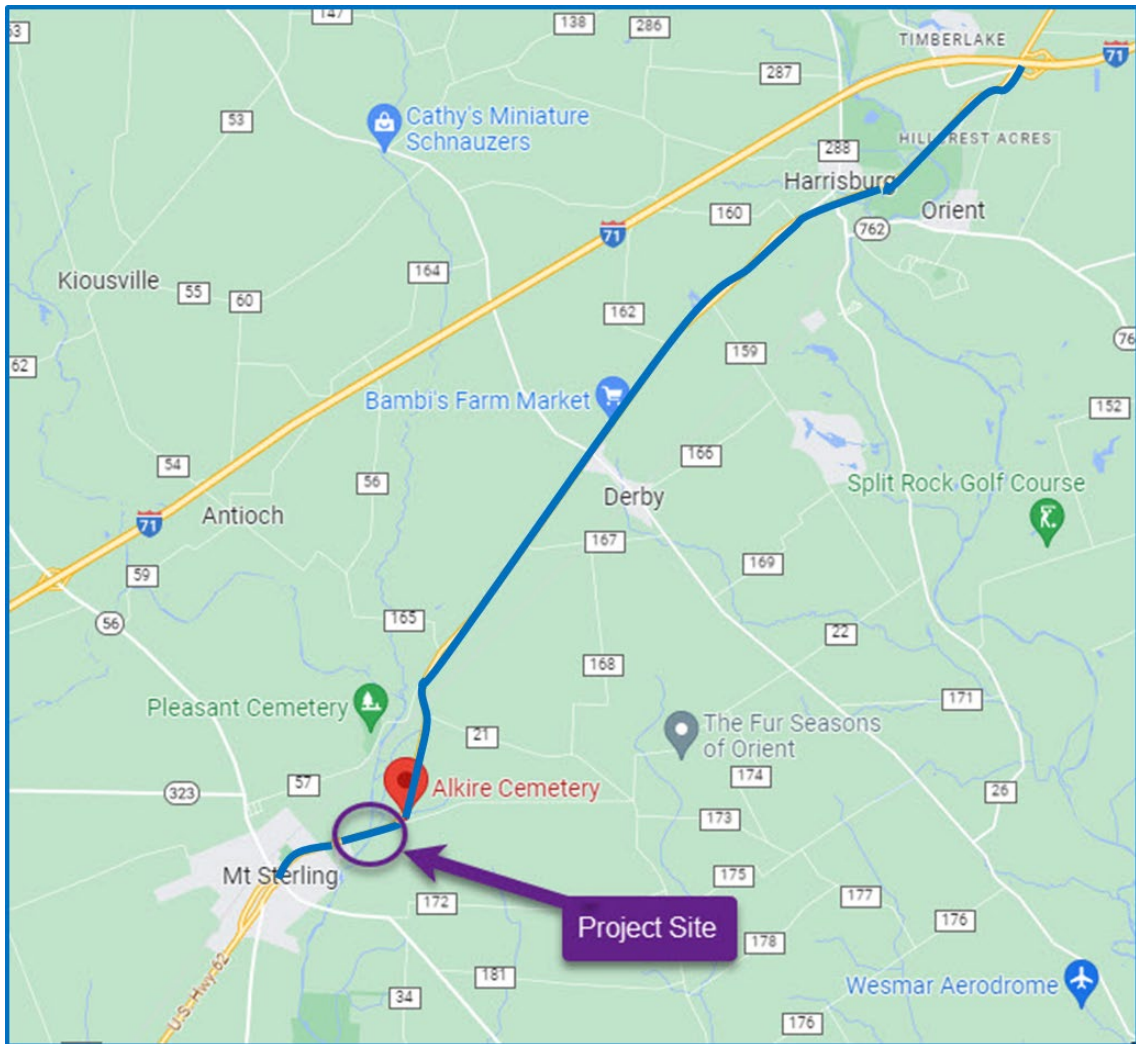 53
147
138
286
TIMBERLAKE
71
287
53
Cathy's Miniature
Schnauzers
288
HILLCREST ACRES
Harrisburg
160
Orient
762
71
164
Kiousville
55
60
162
62
159
Bambi's Farm Market
152
54
166
56
Split Rock Golf Course
Derby
Antioch
71
167
169
59
165
56
22
168
171
Pleasant Cemetery
The Fur Seasons
of Orient
21
174
57
Alkire Cemetery
323
26
173
Mt Sterling
175
172
177
Project Site
176
178
U.S. Hwy 62
181
Wesmar Aerodrome
34
176